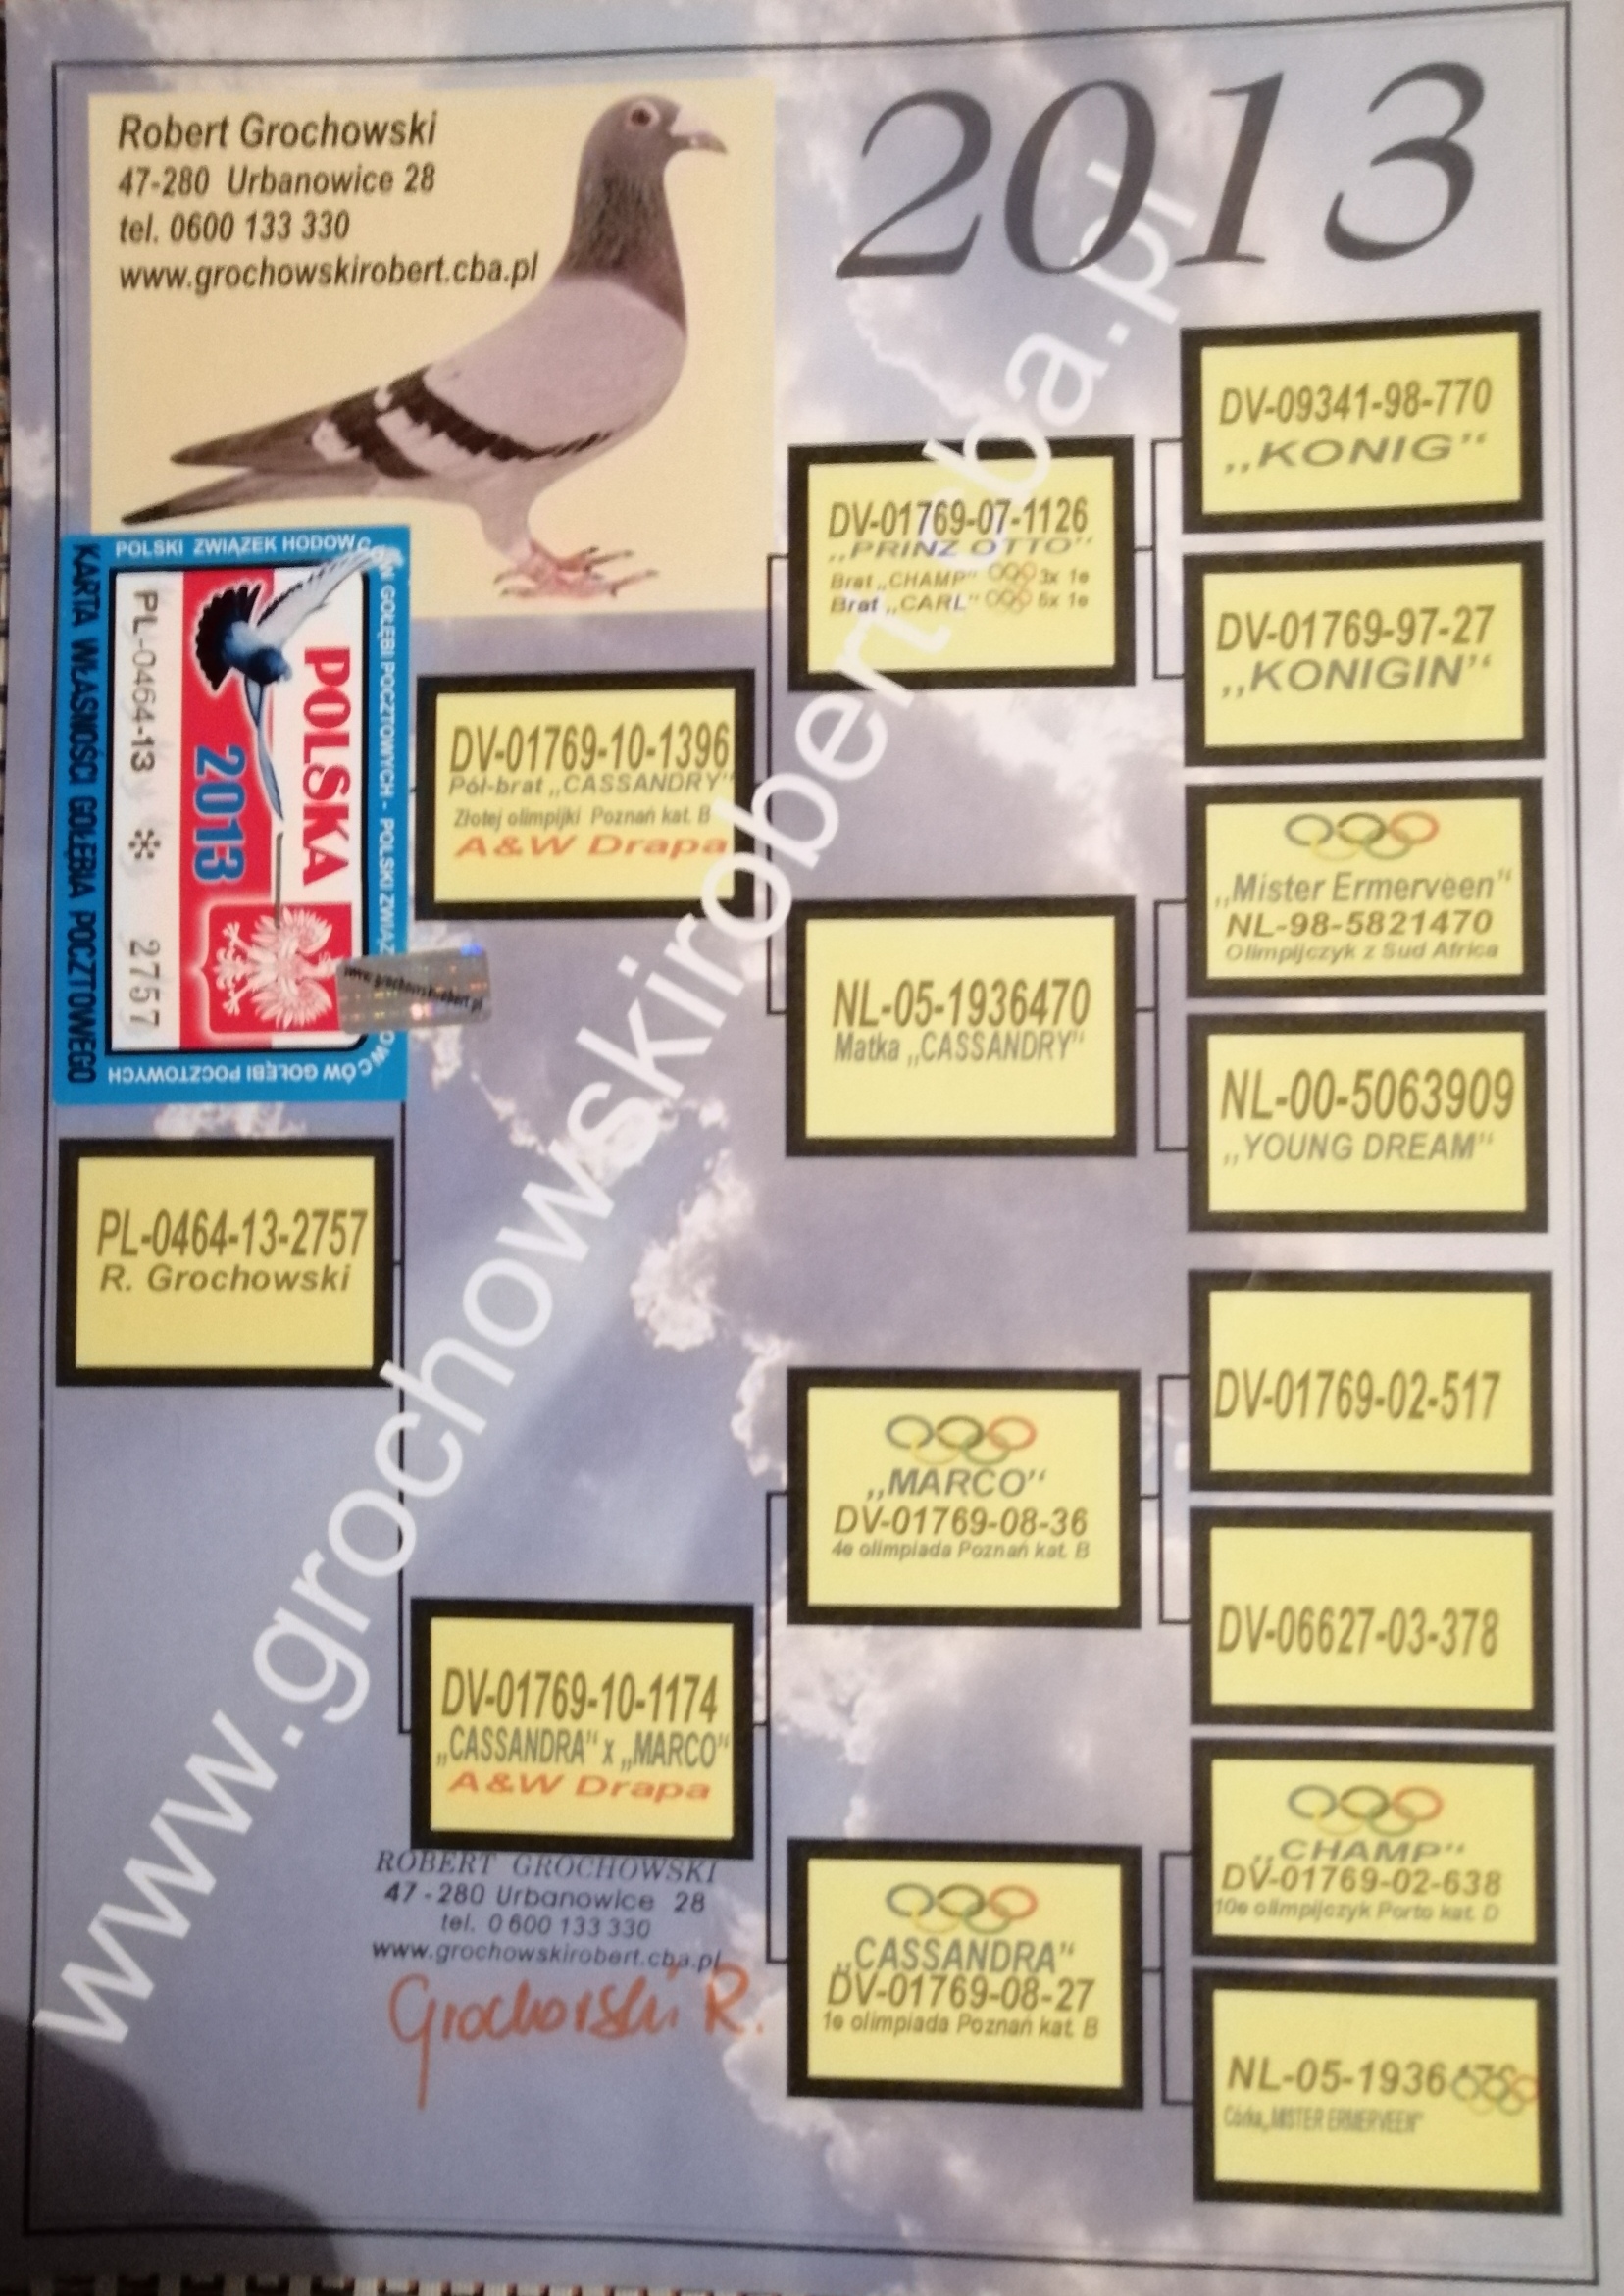 2013
Robert Grochowski
47-280 Urbanowice 28
tel. 0600 133 330
www.grochowskirobert.cba.pl
POLSKI ZWIĄZEK HODOWCÓW GOŁĘBI POCZTOWYCH - POLSKI ZWIĄZ
OWCÓW GOŁĘBI POCZTOWYCH
KARTA WŁASNOŚCI GOŁĘBIA POCZTOWEGO
PL-0464-13 * 2757
POLSKA
2013
www.grochowskirobert.pl
PL-0464-13-2757
R. Grochowski
DV-01769-10-1396
Pół-brat „CASSANDRY"
Złotej olimpijki Poznań kat. B
A&W Drapa
DV-01769-10-1174
„CASSANDRA" x „MARCO"
A&W Drapa
DV-01769-07-1126
„PRINZ OTTO"
Brat „CHAMP" 3x 1e
Brat „CARL" 5x 1e
NL-05-1936470
Matka „CASSANDRY"
„MARCO"
DV-01769-08-36
4e olimpiada Poznań kat. B
„CASSANDRA"
DV-01769-08-27
1e olimpiada Poznań kat. B
DV-09341-98-770
„KONIG"
DV-01769-97-27
„KONIGIN"
„Mister Ermerveen"
NL-98-5821470
Olimpijczyk z Sud Africa
NL-00-5063909
„YOUNG DREAM"
DV-01769-02-517
DV-06627-03-378
„CHAMP"
DV-01769-02-638
10e olimpijczyk Porto kat. D
Córka „MISTER ERMERVEEN"
ROBERT GROCHOWSKI
47-280 Urbanowice 28
tel. 0 600 133 330
www.grochowskirobert.cba.pl
Grochowski R.
www.grochowskirobert.cba.pl